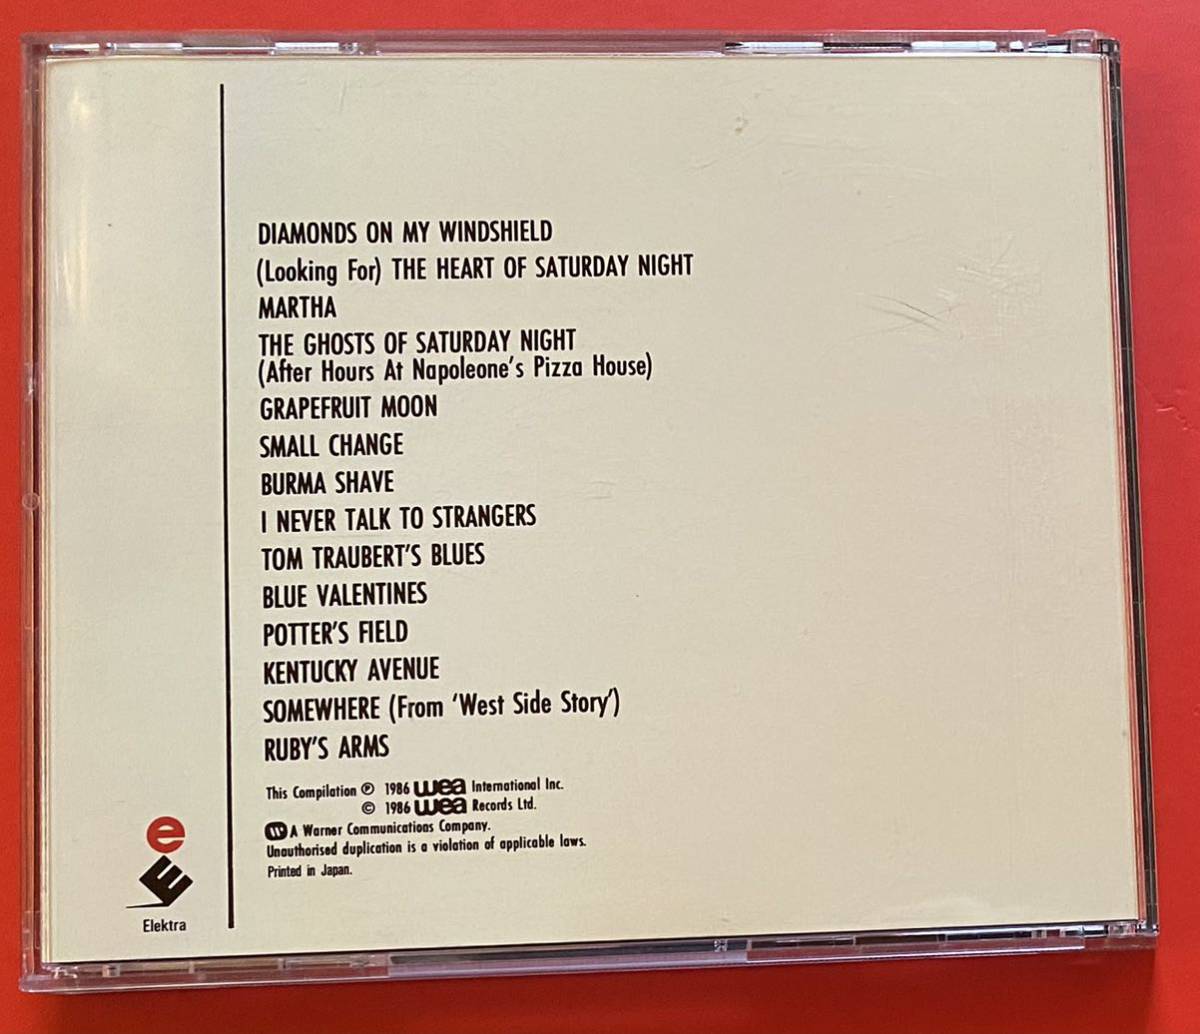 DIAMONDS ON MY WINDSHIELD
(Looking For) THE HEART OF SATURDAY NIGHT
MARTHA
THE GHOSTS OF SATURDAY NIGHT
(After Hours At Napoleone's Pizza House)
GRAPEFRUIT MOON
SMALL CHANGE
BURMA SHAVE
I NEVER TALK TO STRANGERS
TOM TRAUBERT'S BLUES
BLUE VALENTINES
POTTER'S FIELD
KENTUCKY AVENUE
SOMEWHERE (From 'West Side Story')
RUBY'S ARMS
This Compilation ℗ 1986 wea International Inc.
© 1986 wea Records Ltd.
W A Warner Communications Company.
Unauthorised duplication is a violation of applicable laws.
Printed in Japan.
e
E
Elektra